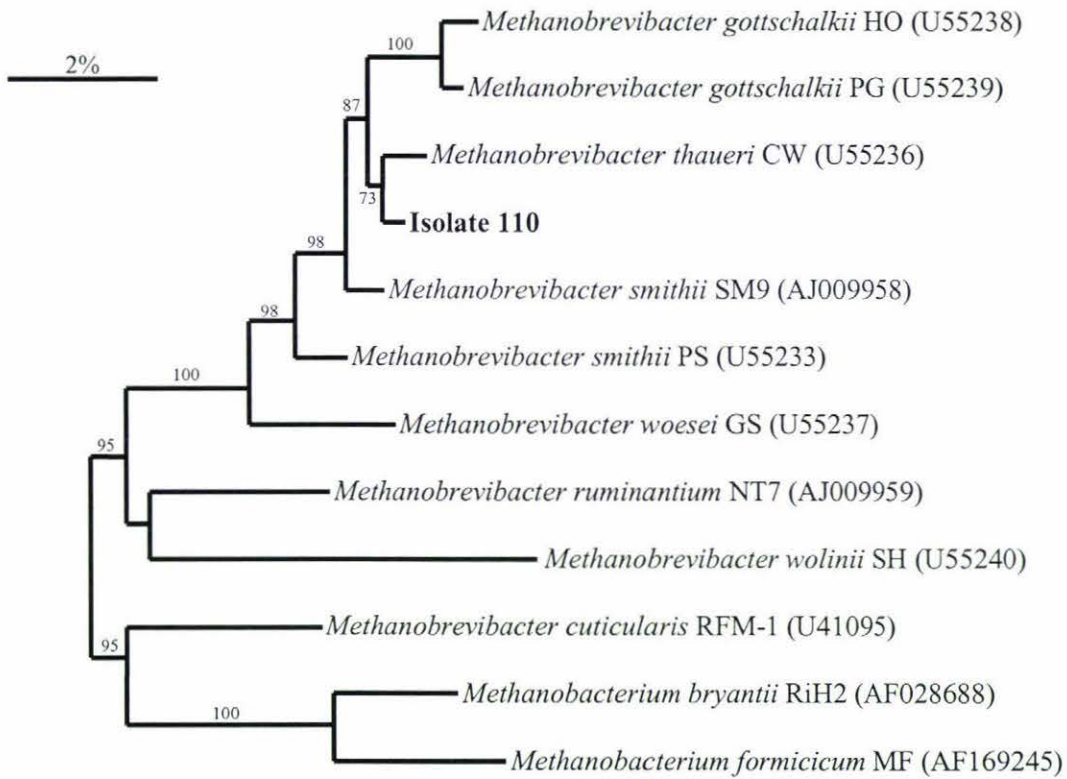 Methanobrevibacter gottschalkii HO (U55238)
100
2%
Methanobrevibacter gottschalkii PG (U55239)
87
Methanobrevibacter thaueri CW (U55236)
73
Isolate 110
98
Methanobrevibacter smithii SM9 (AJ009958)
98
Methanobrevibacter smithii PS (U55233)
100
Methanobrevibacter woesei GS (U55237)
95
Methanobrevibacter ruminantium NT7 (AJ009959)
Methanobrevibacter wolinii SH (U55240)
Methanobrevibacter cuticularis RFM-1 (U41095)
95
Methanobacterium bryantii RiH2 (AF028688)
100
Methanobacterium formicicum MF (AF169245)